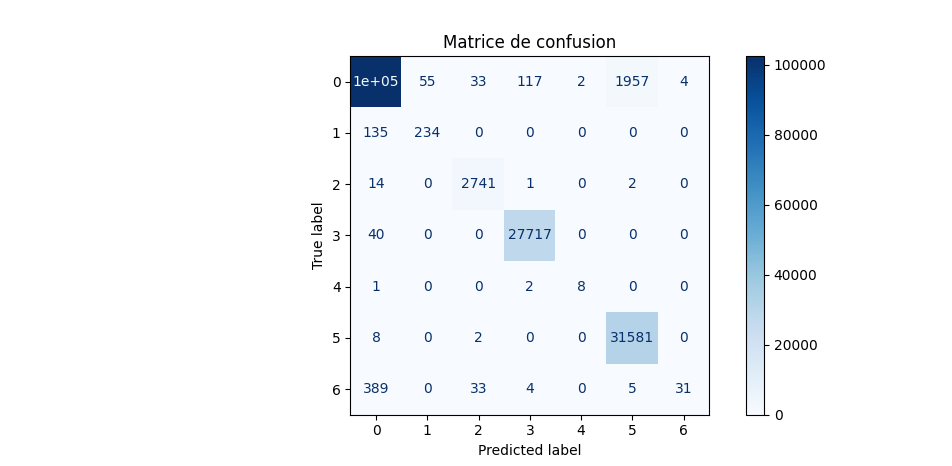 Matrice de confusion
0 1e+05 55 33 117 2 1957 4
1 135 234 0 0 0 0 0
2 14 0 2741 1 0 2 0
3 40 0 0 27717 0 0 0
4 1 0 0 2 8 0 0
5 8 0 2 0 0 31581 0
6 389 0 33 4 0 5 31
0 1 2 3 4 5 6
True label
Predicted label
100000
80000
60000
40000
20000
0